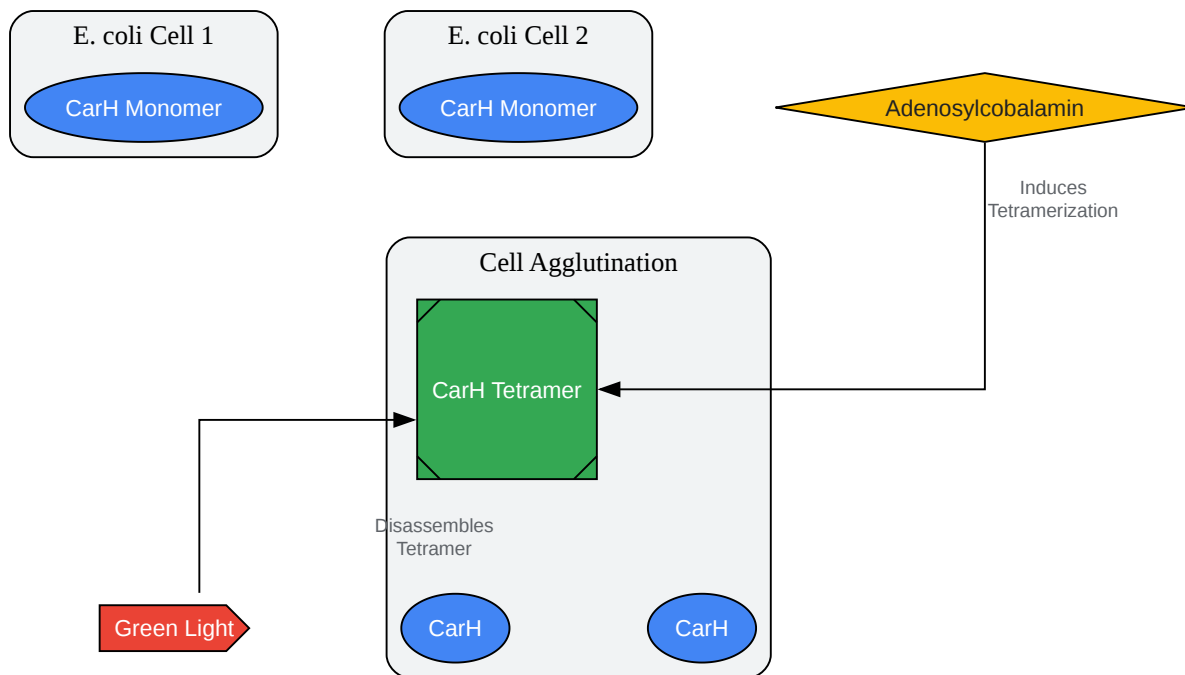 E. coli Cell 1
CarH Monomer
E. coli Cell 2
CarH Monomer
Adenosylcobalamin
Induces
Tetramerization
Cell Agglutination
CarH Tetramer
Disassembles
Tetramer
Green Light
CarH
CarH